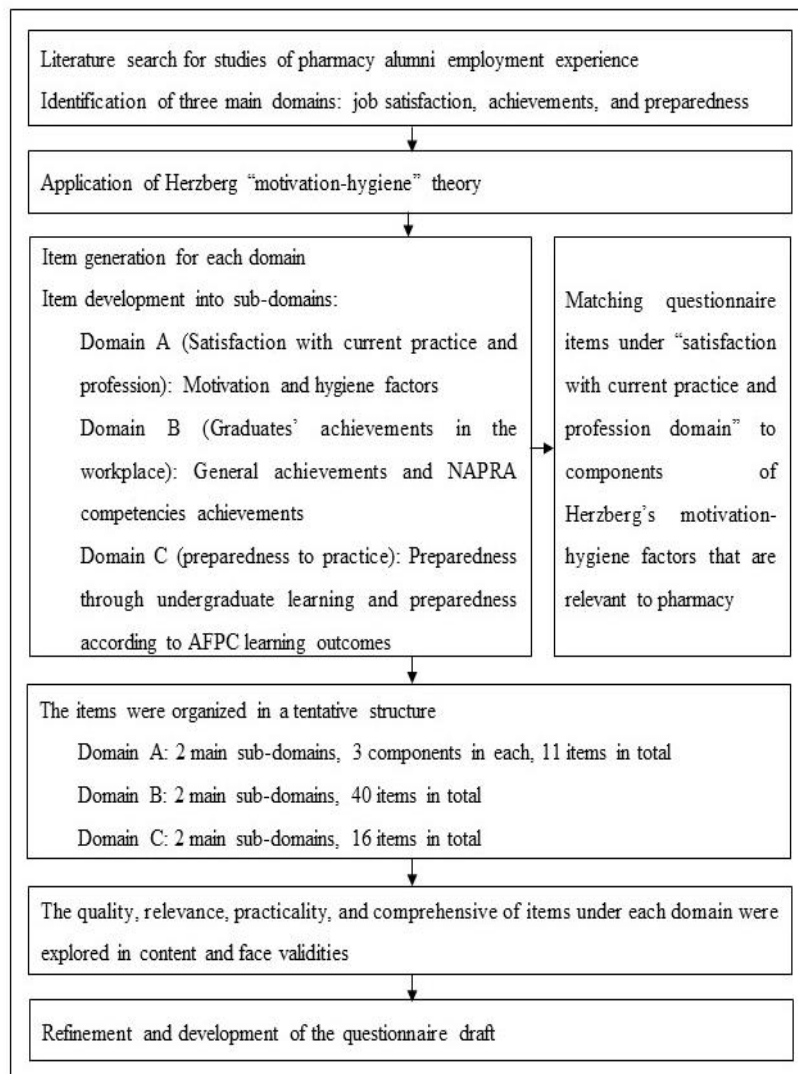 Literature search for studies of pharmacy alumni employment experience
Identification of three main domains: job satisfaction, achievements, and preparedness
Application of Herzberg “motivation-hygiene” theory
Item generation for each domain
Item development into sub-domains:
Domain A (Satisfaction with current practice and
profession): Motivation and hygiene factors
Domain B (Graduates’ achievements in the
workplace): General achievements and NAPRA
competencies achievements
Domain C (preparedness to practice): Preparedness
through undergraduate learning and preparedness
according to AFPC learning outcomes
Matching questionnaire
items under “satisfaction
with current practice and
profession domain” to
components of
Herzberg’s motivation-
hygiene factors that are
relevant to pharmacy
The items were organized in a tentative structure
Domain A: 2 main sub-domains, 3 components in each, 11 items in total
Domain B: 2 main sub-domains, 40 items in total
Domain C: 2 main sub-domains, 16 items in total
The quality, relevance, practicality, and comprehensive of items under each domain were
explored in content and face validities
Refinement and development of the questionnaire draft